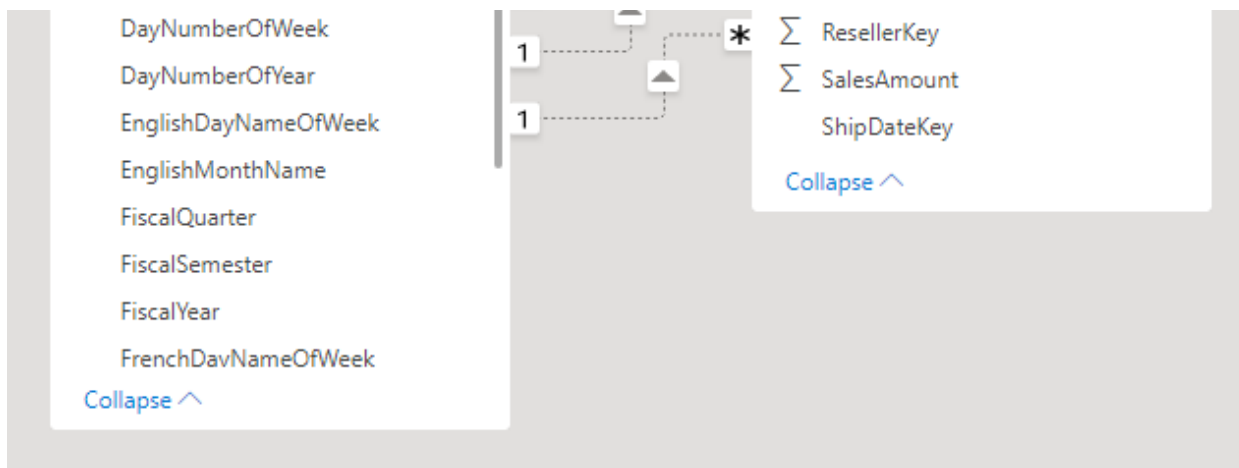 DayNumberOfWeek
DayNumberOfYear
EnglishDayNameOfWeek
EnglishMonthName
FiscalQuarter
FiscalSemester
FiscalYear
FrenchDayNameOfWeek
Collapse
1
1
*
∑ ResellerKey
∑ SalesAmount
ShipDateKey
Collapse